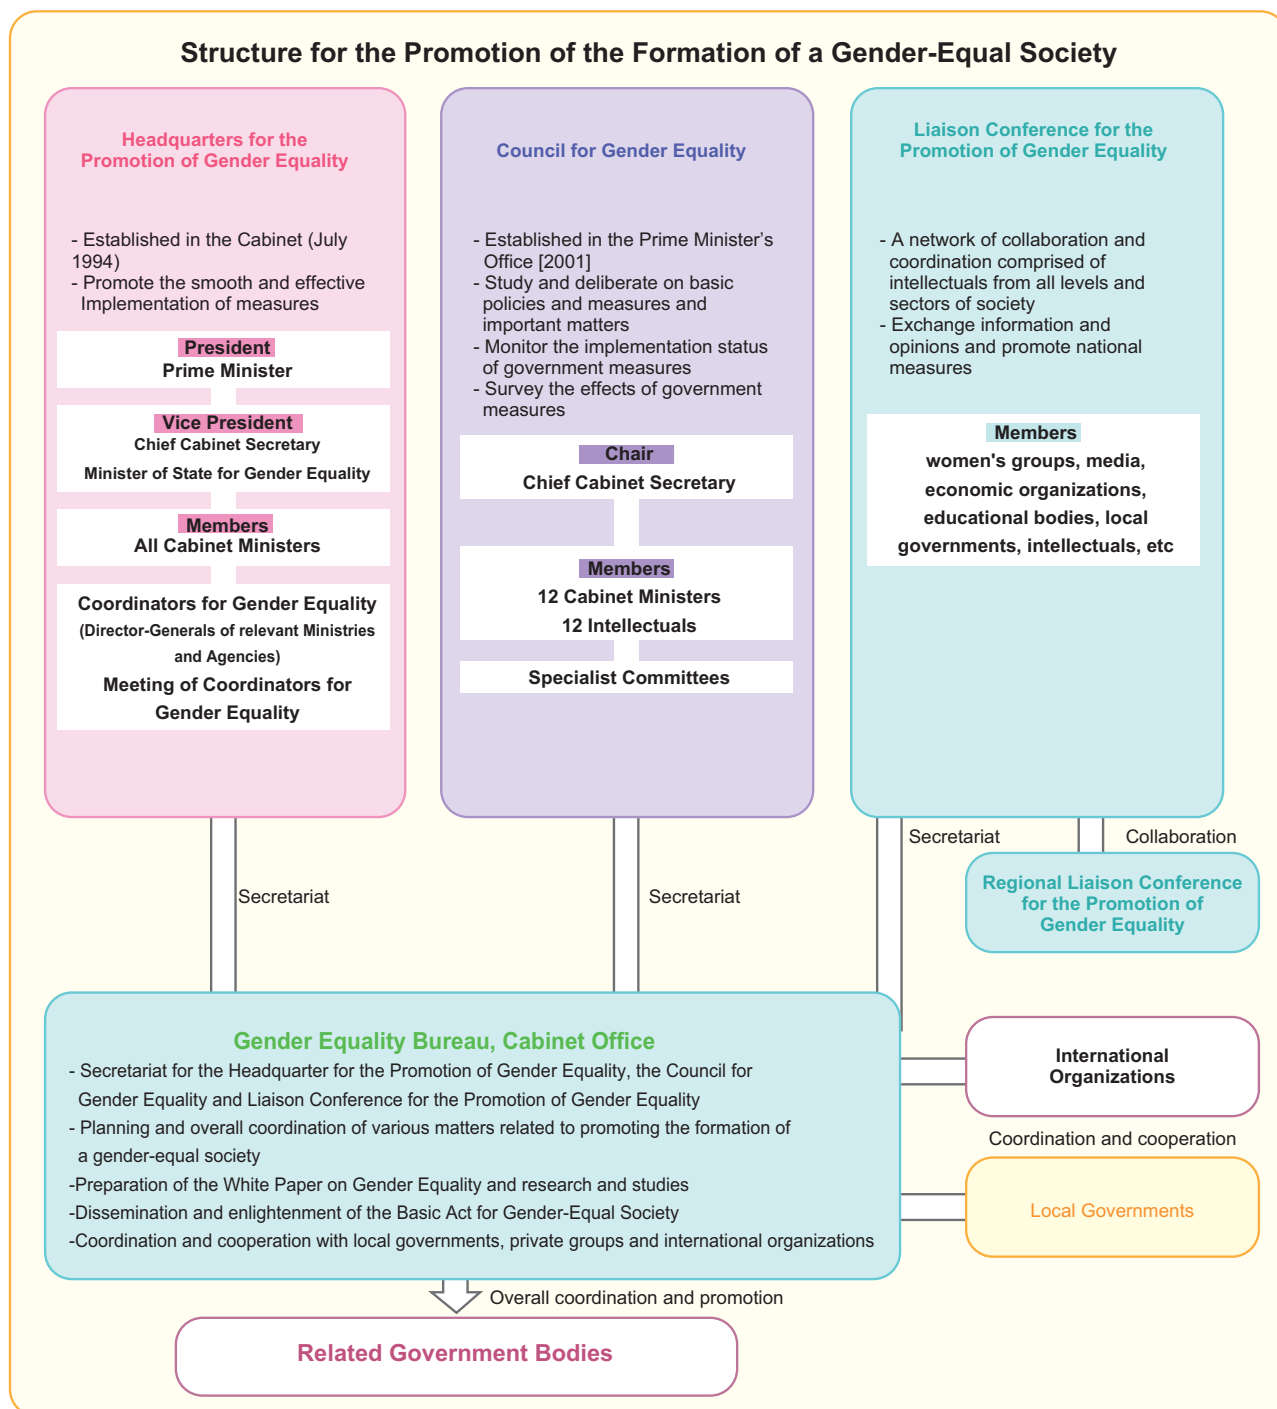 Structure for the Promotion of the Formation of a Gender-Equal Society
Headquarters for the
Promotion of Gender Equality
- Established in the Cabinet (July
1994)
- Promote the smooth and effective
Implementation of measures
President
Prime Minister
Vice President
Chief Cabinet Secretary
Minister of State for Gender Equality
Members
All Cabinet Ministers
Coordinators for Gender Equality
(Director-Generals of relevant Ministries
and Agencies)
Meeting of Coordinators for
Gender Equality
Council for Gender Equality
- Established in the Prime Minister’s
Office [2001]
- Study and deliberate on basic
policies and measures and
important matters
- Monitor the implementation status
of government measures
- Survey the effects of government
measures
Chair
Chief Cabinet Secretary
Members
12 Cabinet Ministers
12 Intellectuals
Specialist Committees
Liaison Conference for the
Promotion of Gender Equality
- A network of collaboration and
coordination comprised of
intellectuals from all levels and
sectors of society
- Exchange information and
opinions and promote national
measures
Members
women's groups, media,
economic organizations,
educational bodies, local
governments, intellectuals, etc
Secretariat
Secretariat
Secretariat
Collaboration
Regional Liaison Conference
for the Promotion of
Gender Equality
Gender Equality Bureau, Cabinet Office
- Secretariat for the Headquarter for the Promotion of Gender Equality, the Council for
Gender Equality and Liaison Conference for the Promotion of Gender Equality
- Planning and overall coordination of various matters related to promoting the formation of
a gender-equal society
-Preparation of the White Paper on Gender Equality and research and studies
-Dissemination and enlightenment of the Basic Act for Gender-Equal Society
-Coordination and cooperation with local governments, private groups and international organizations
International
Organizations
Coordination and cooperation
Local Governments
Overall coordination and promotion
Related Government Bodies